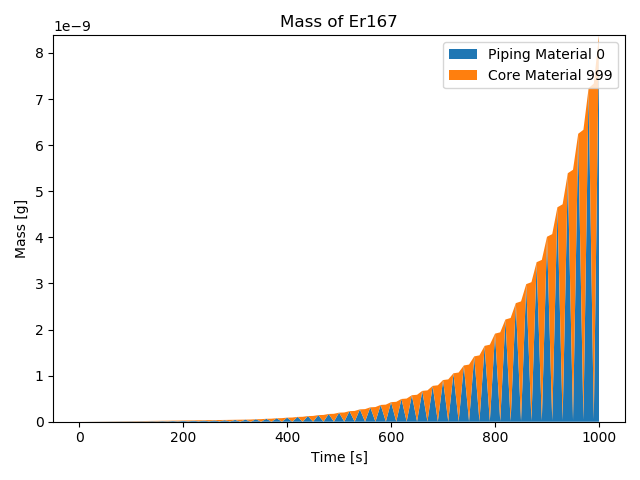 Mass of Er167
1e−9
Piping Material 0
Core Material 999
8
7
6
5
4
3
2
1
0
Mass [g]
0 200 400 600 800 1000
Time [s]